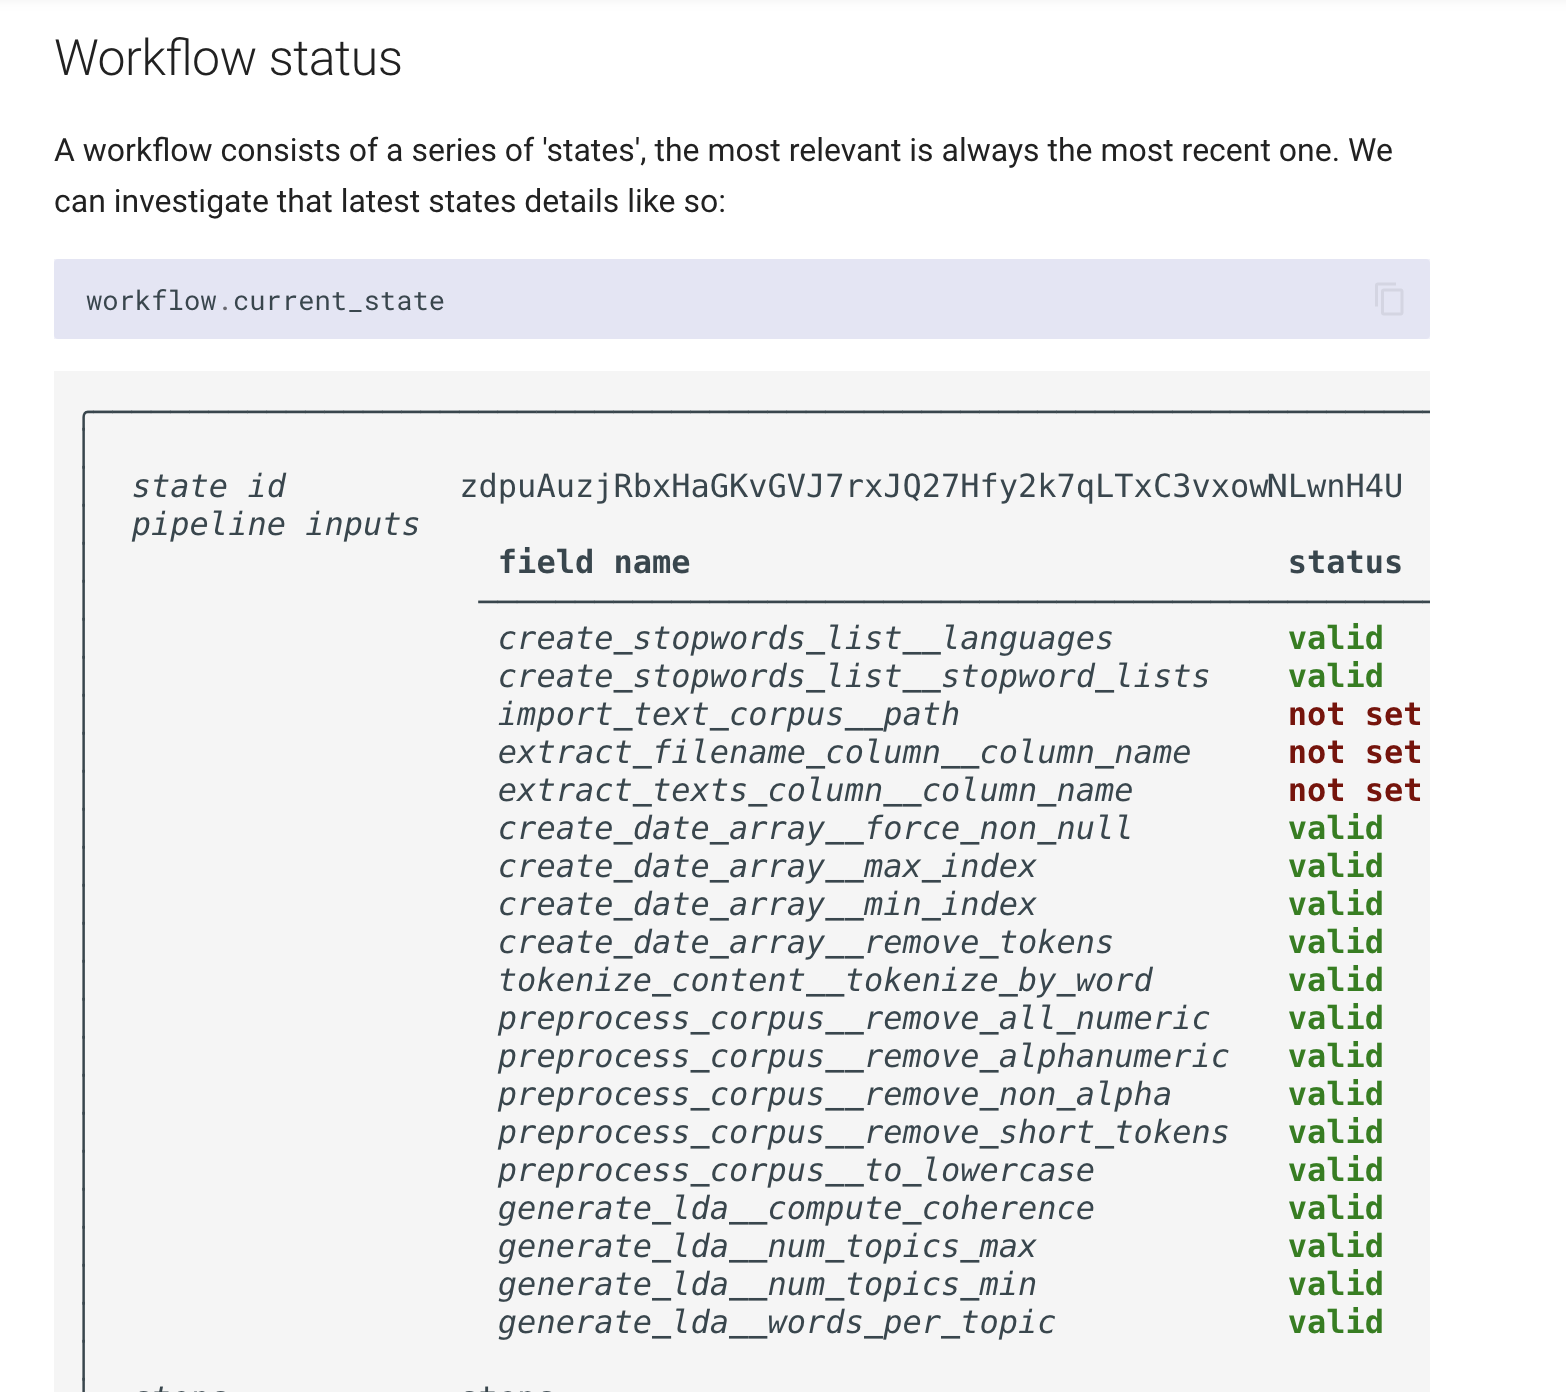 Workflow status
A workflow consists of a series of 'states', the most relevant is always the most recent one. We
can investigate that latest states details like so:
workflow.current_state
state id zdpuAuzjRbxHaGKvGVJ7rxJQ27Hfy2k7qLTxC3vxowNLwnH4U
pipeline inputs
field name status
create_stopwords_list__languages valid
create_stopwords_list__stopword_lists valid
import_text_corpus__path not set
extract_filename_column__column_name not set
extract_texts_column__column_name not set
create_date_array__force_non_null valid
create_date_array__max_index valid
create_date_array__min_index valid
create_date_array__remove_tokens valid
tokenize_content__tokenize_by_word valid
preprocess_corpus__remove_all_numeric valid
preprocess_corpus__remove_alphanumeric valid
preprocess_corpus__remove_non_alpha valid
preprocess_corpus__remove_short_tokens valid
preprocess_corpus__to_lowercase valid
generate_lda__compute_coherence valid
generate_lda__num_topics_max valid
generate_lda__num_topics_min valid
generate_lda__words_per_topic valid